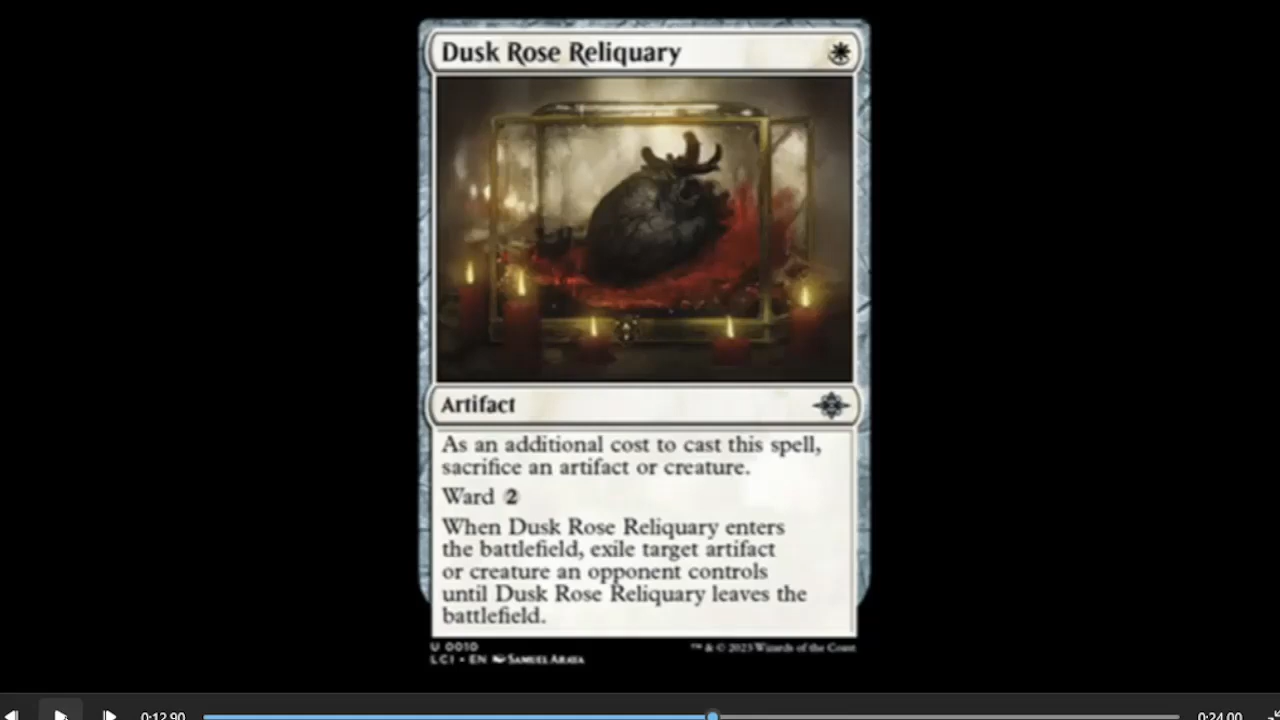 Dusk Rose Reliquary
Artifact
As an additional cost to cast this spell,
sacrifice an artifact or creature.
Ward 2
When Dusk Rose Reliquary enters
the battlefield, exile target artifact
or creature an opponent controls
until Dusk Rose Reliquary leaves the
battlefield.
U 0010
™ & © 2023 Wizards of the Coast
LCI • EN Samuel Araya
0:12.90
0:24.00